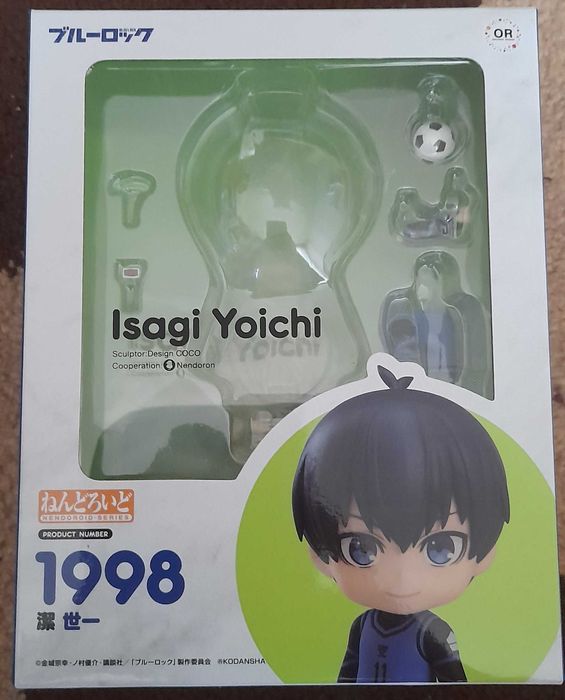 ブルーロック
OR
Isagi Yoichi
Sculptor:Design COCO
Cooperation: Nendoron
ねんどろいど
NENDOROID・SERIES
PRODUCT NUMBER
1998
潔 世一
11
©金城宗幸・ノ村優介・講談社／「ブルーロック」製作委員会 ®KODANSHA